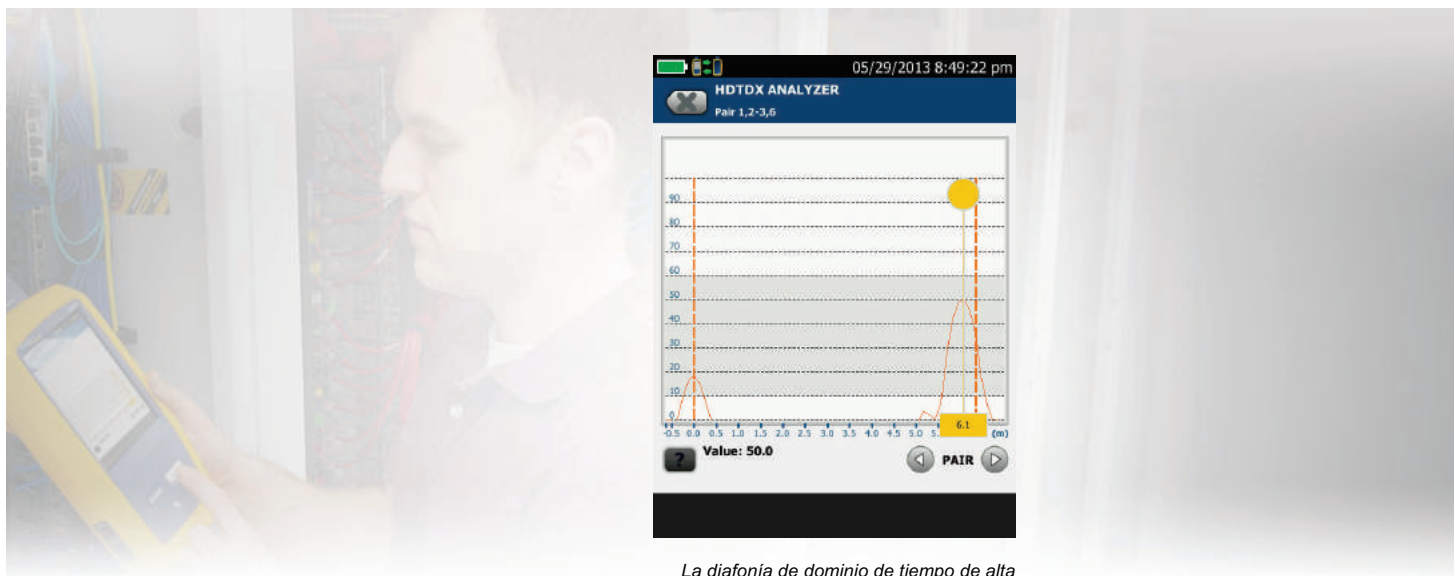 05/29/2013 8:49:22 pm
HDTDX ANALYZER
Pair 1,2-3,6
90
80
70
60
50
40
30
20
10
0
-0.5 0.0 0.5 1.0 1.5 2.0 2.5 3.0 3.5 4.0 4.5 5.0 6.1 (m)
? Value: 50.0 PAIR
La diafonía de dominio de tiempo de alta